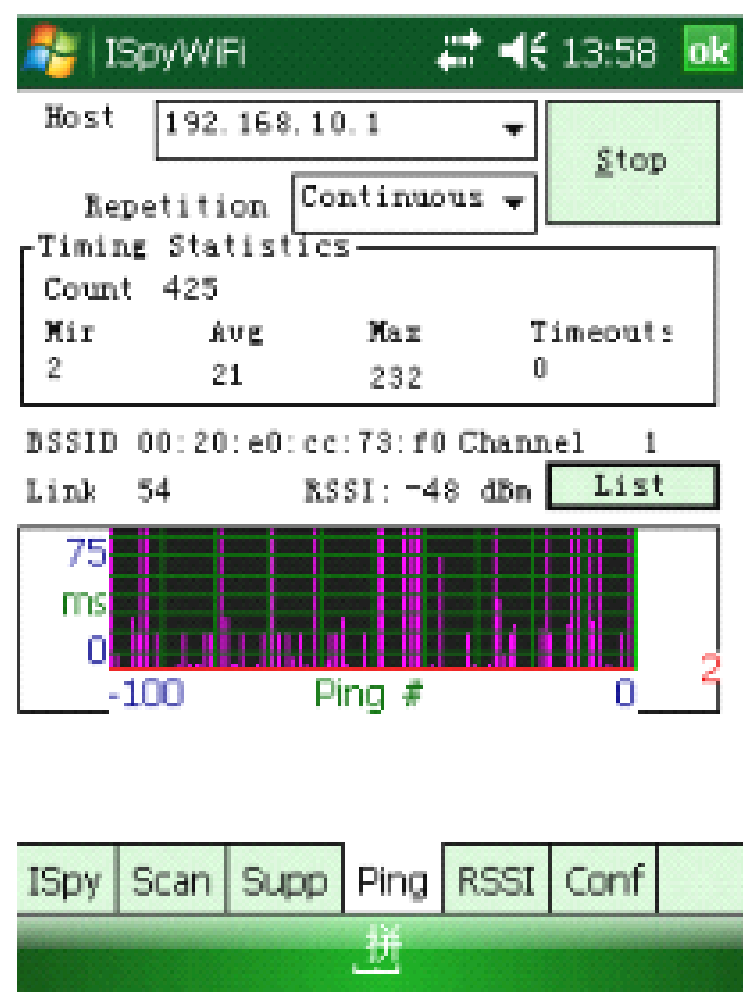 ISpyWiFi 13:58 ok
Host 192.168.10.1 Stop
Repetition Continuous
Timing Statistics
Count 425
Min Avg Max Timeouts
2 21 232 0
BSSID 00:20:e0:cc:73:f0 Channel 1
Link 54 RSSI: -48 dBm List
75
ms
0
2
-100 Ping # 0
ISpy Scan Supp Ping RSSI Conf
拼